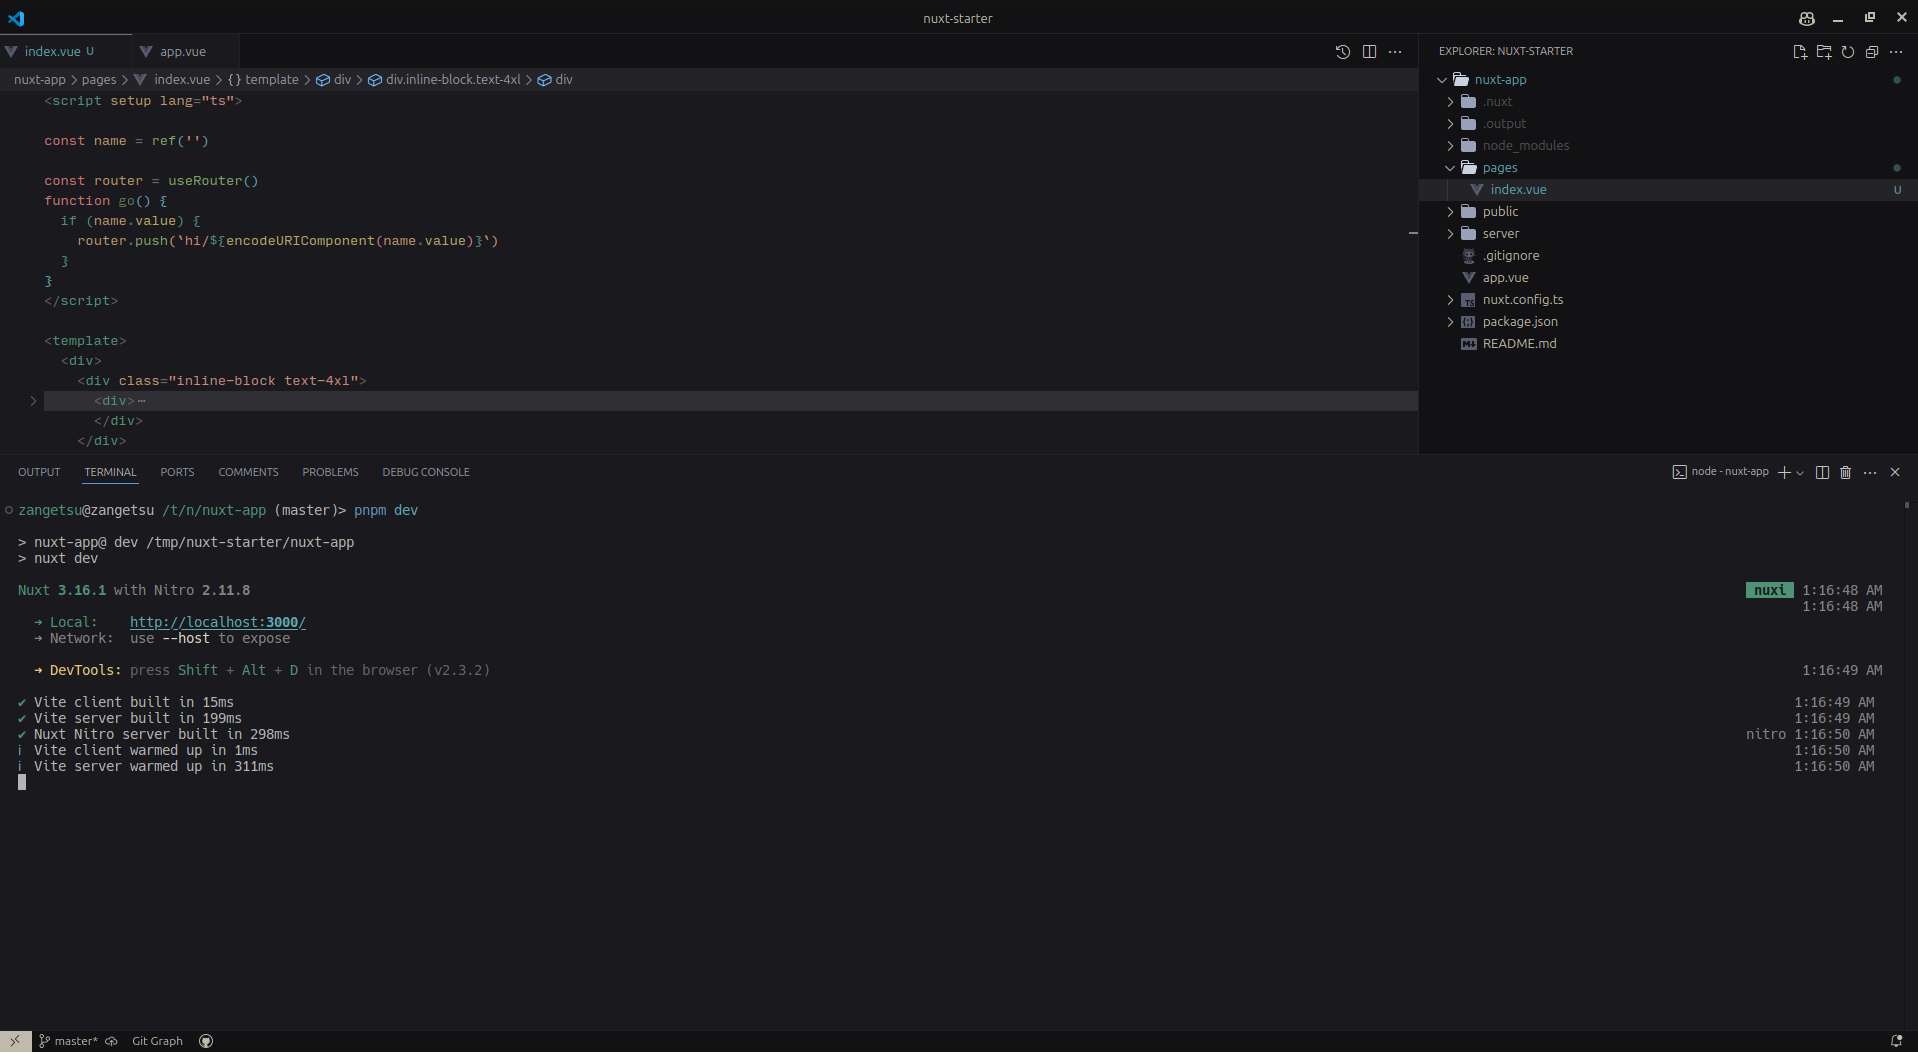 nuxt-starter
index.vue U
app.vue
EXPLORER: NUXT-STARTER
nuxt-app > pages > index.vue > {} template > div > div.inline-block.text-4xl > div
<script setup lang="ts">
const name = ref('')
const router = useRouter()
function go() {
if (name.value) {
router.push(`hi/${encodeURIComponent(name.value)}`)
}
}
</script>
<template>
<div>
<div class="inline-block text-4xl">
<div>⋯
</div>
</div>
nuxt-app
.nuxt
.output
node_modules
pages
index.vue U
public
server
.gitignore
app.vue
TS nuxt.config.ts
package.json
README.md
OUTPUT TERMINAL PORTS COMMENTS PROBLEMS DEBUG CONSOLE
node - nuxt-app
zangetsu@zangetsu /t/n/nuxt-app (master)> pnpm dev
> nuxt-app@ dev /tmp/nuxt-starter/nuxt-app
> nuxt dev
Nuxt 3.16.1 with Nitro 2.11.8 nuxi 1:16:48 AM
1:16:48 AM
➜ Local: http://localhost:3000/
➜ Network: use --host to expose
➜ DevTools: press Shift + Alt + D in the browser (v2.3.2) 1:16:49 AM
✔ Vite client built in 15ms 1:16:49 AM
✔ Vite server built in 199ms 1:16:49 AM
✔ Nuxt Nitro server built in 298ms nitro 1:16:50 AM
ℹ Vite client warmed up in 1ms 1:16:50 AM
ℹ Vite server warmed up in 311ms 1:16:50 AM
master* Git Graph